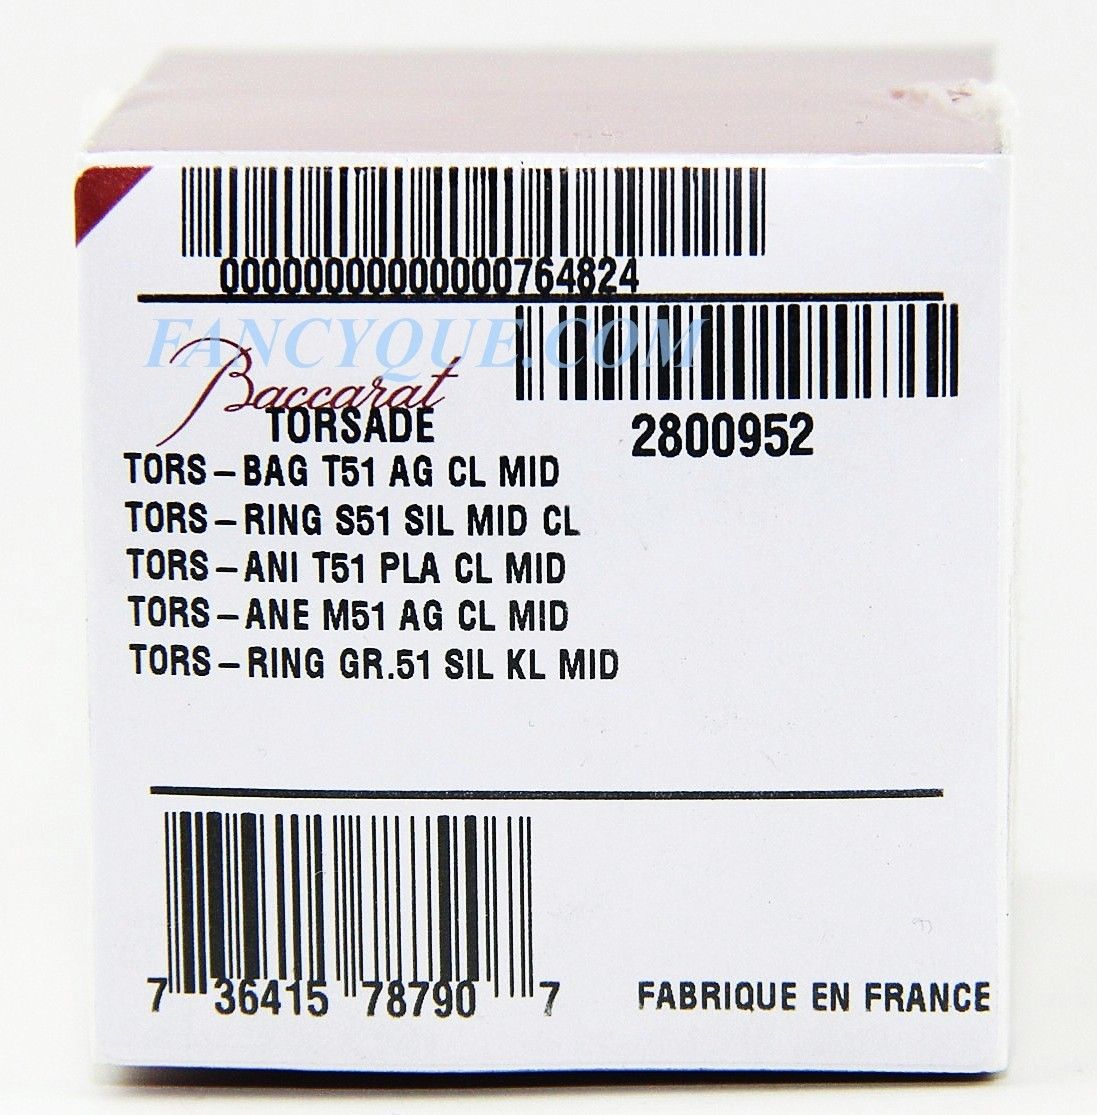 00000000000000764824
FANCYQUE.COM
Baccarat
TORSADE
2800952
TORS-BAG T51 AG CL MID
TORS-RING S51 SIL MID CL
TORS-ANI T51 PLA CL MID
TORS-ANE M51 AG CL MID
TORS-RING GR.51 SIL KL MID
7 36415 78790 7
FABRIQUE EN FRANCE